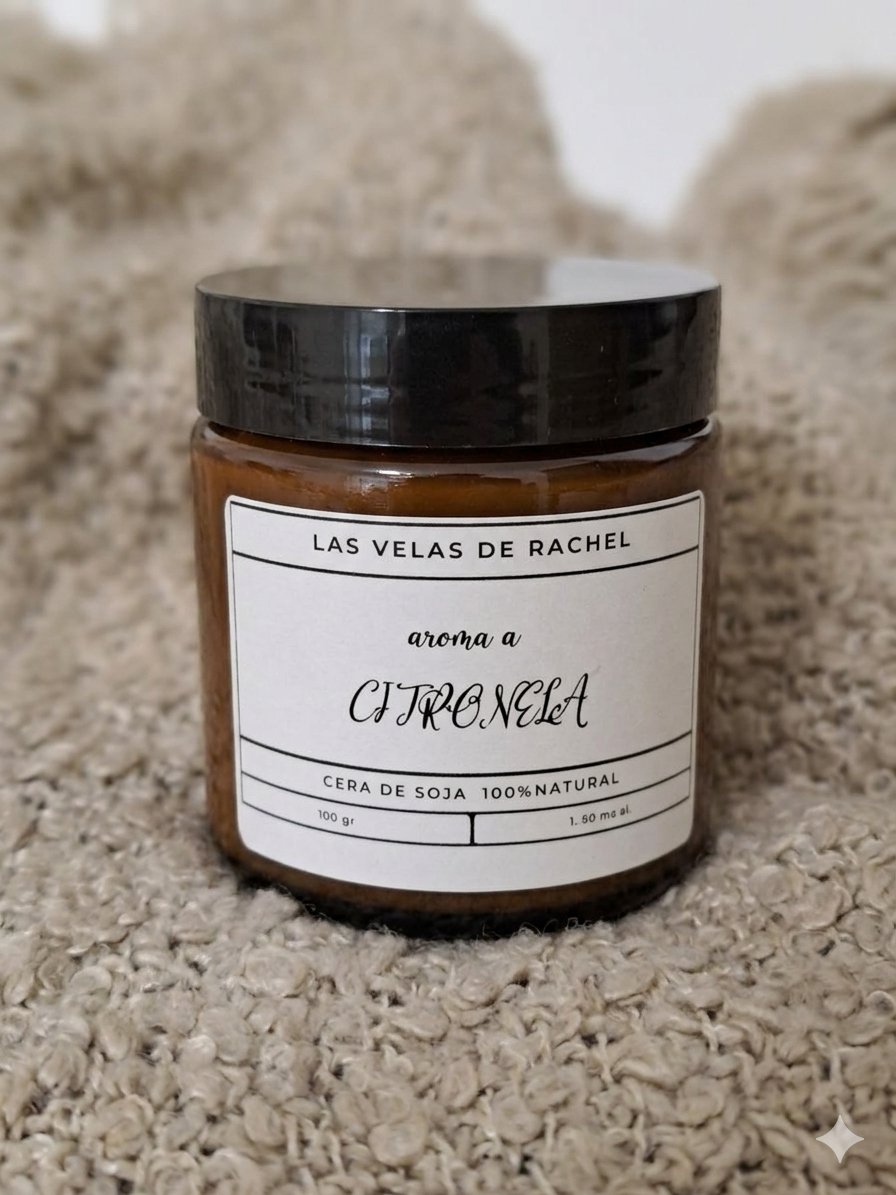 LAS VELAS DE RACHEL
aroma a
CITRONELA
CERA DE SOJA 100%NATURAL
100 gr